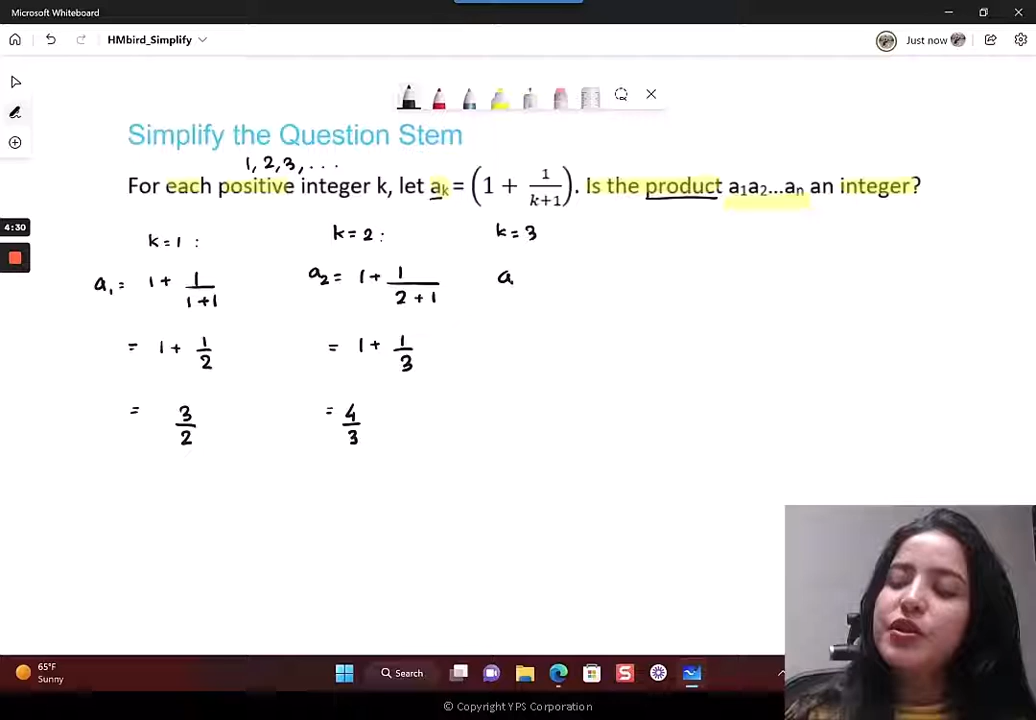 Microsoft Whiteboard
HMbird_Simplify
Just now
Simplify the Question Stem
1, 2, 3, . . .
For each positive integer k, let aₖ = (1 + 1/(k+1)). Is the product a₁a₂...aₙ an integer?
4:30
k = 1 :
k = 2 :
k = 3
a₁ = 1 + 1/(1+1)
a₂ = 1 + 1/(2+1)
a
= 1 + 1/2
= 1 + 1/3
= 3/2
= 4/3
65°F
Sunny
Search
© Copyright YPS Corporation